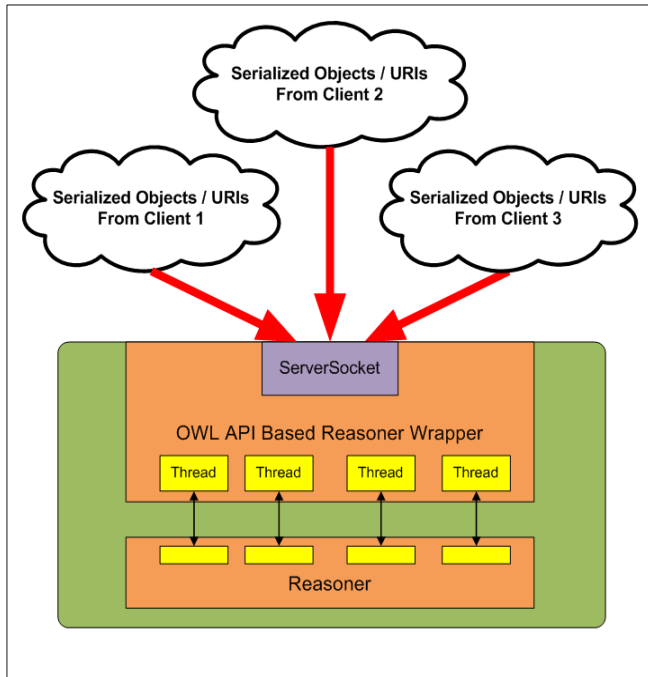 Serialized Objects / URIs
From Client 2
Serialized Objects / URIs
From Client 1
Serialized Objects / URIs
From Client 3
ServerSocket
OWL API Based Reasoner Wrapper
Thread
Thread
Thread
Thread
Reasoner